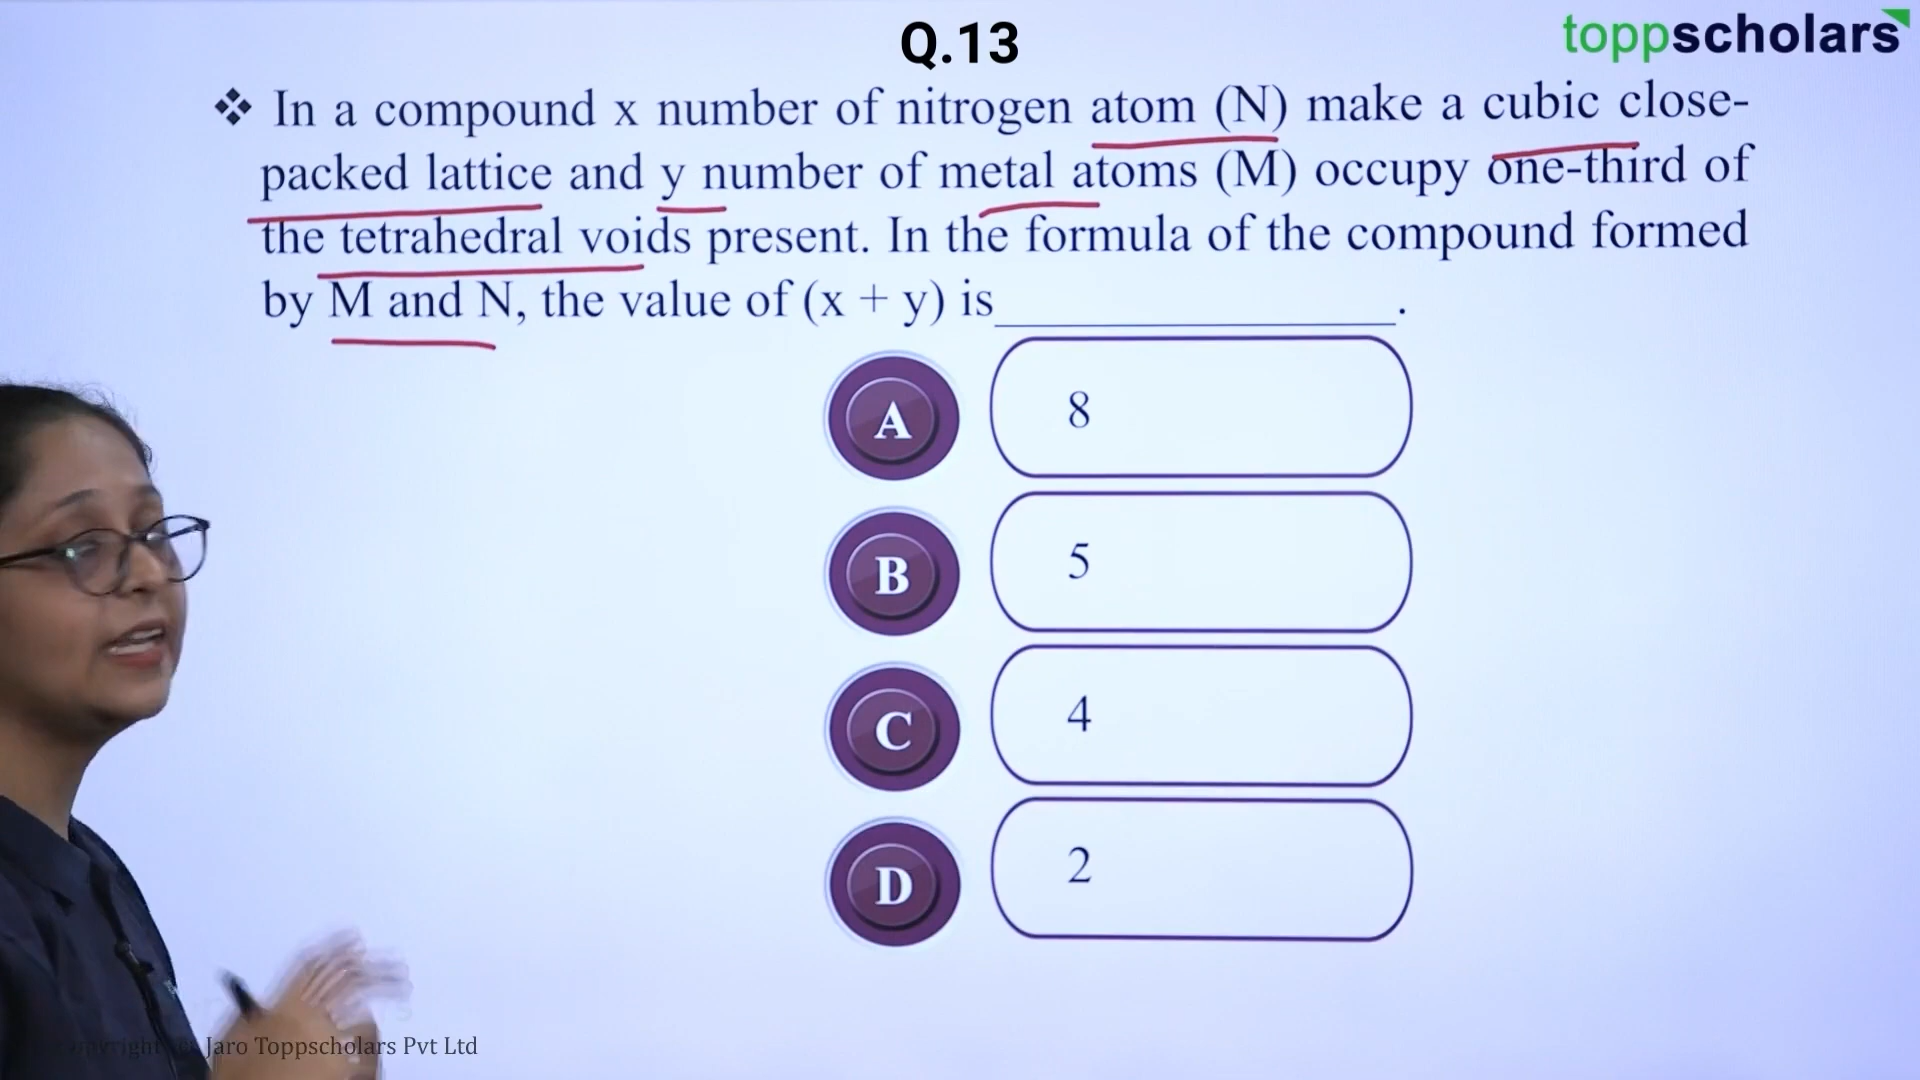 Q.13
toppscholars
❖ In a compound x number of nitrogen atom (N) make a cubic close-
packed lattice and y number of metal atoms (M) occupy one-third of
the tetrahedral voids present. In the formula of the compound formed
by M and N, the value of (x + y) is____________.
A 8
B 5
C 4
D 2
Jaro Toppscholars Pvt Ltd